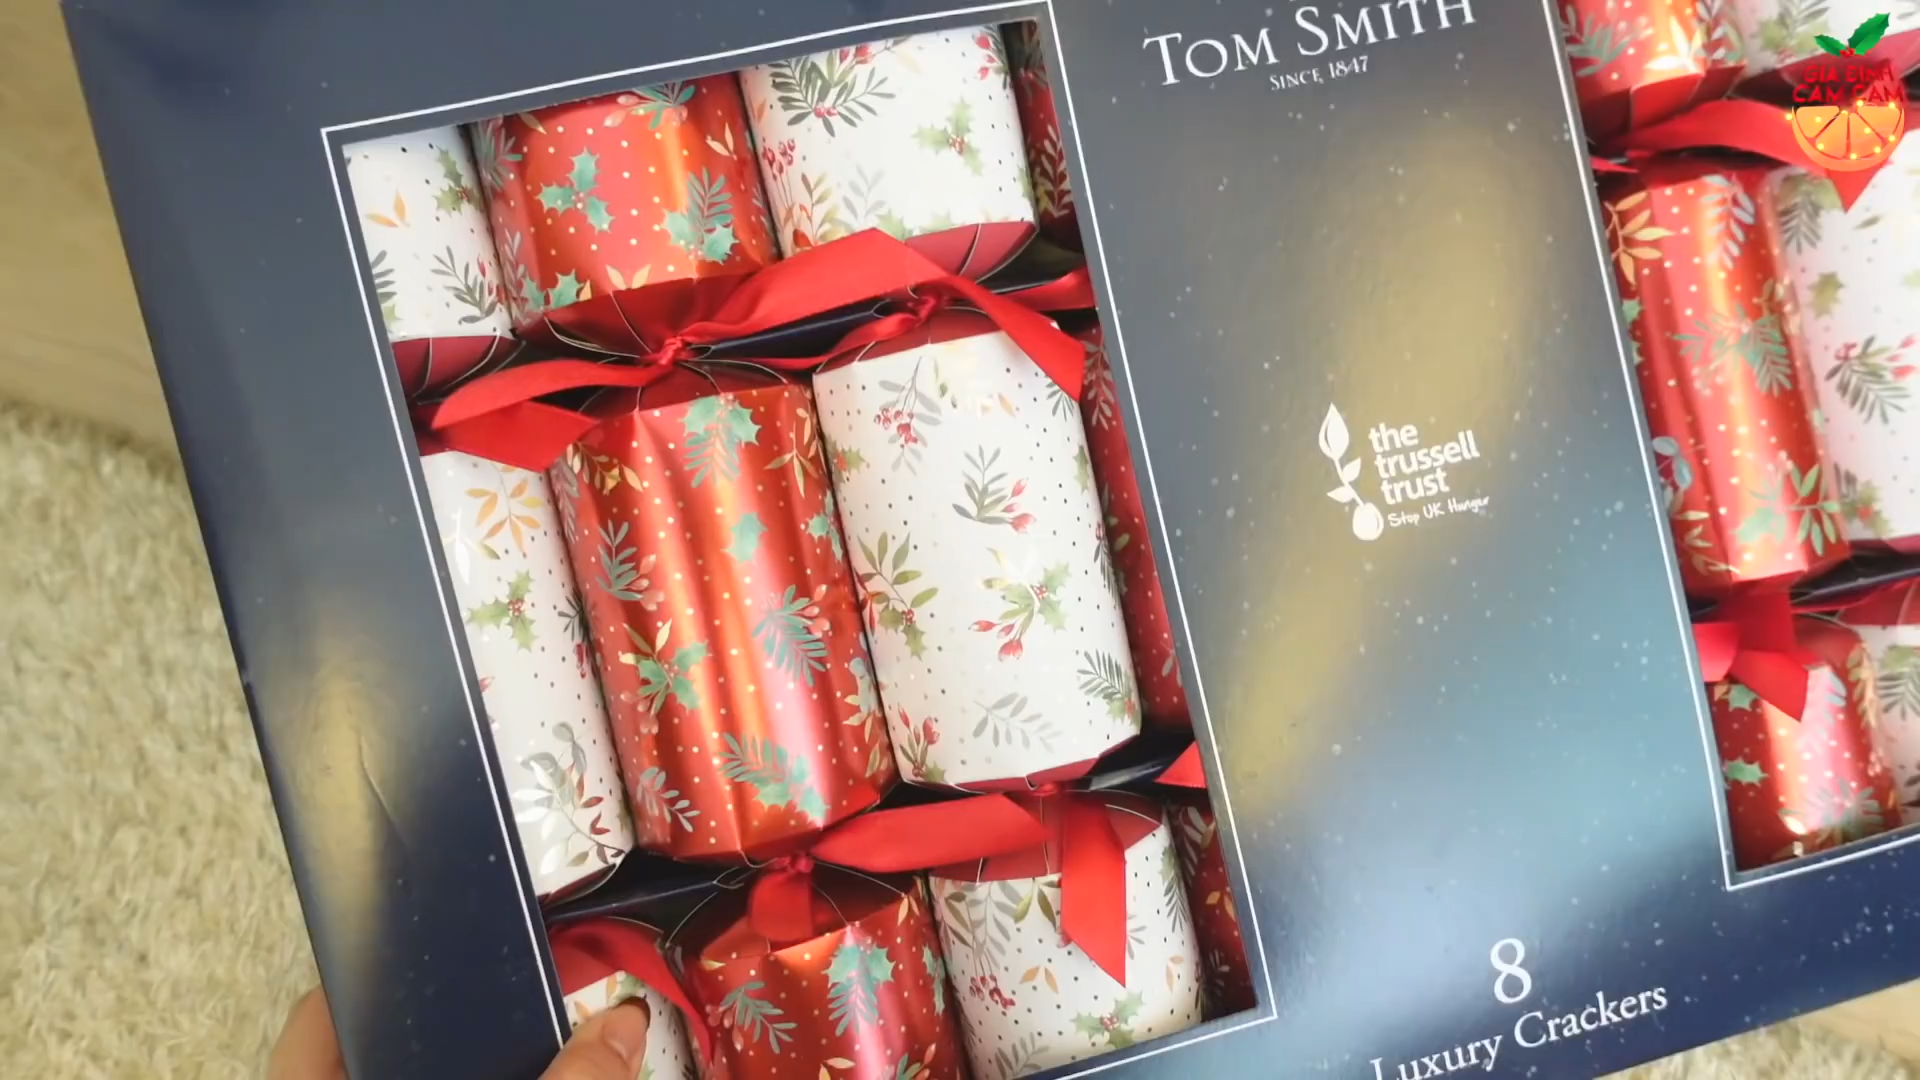 TOM SMITH
SINCE 1847
GIA ĐÌNH
CAM CAM
the
trussell
trust
Stop UK Hunger
8
Luxury Crackers